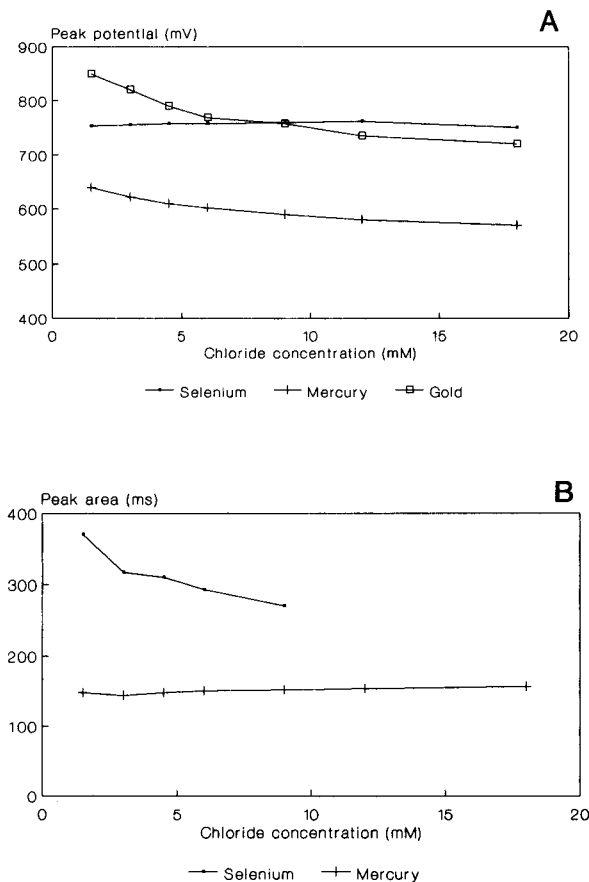 A
Peak potential (mV)
900
800
700
600
500
400
0 5 10 15 20
Chloride concentration (mM)
Selenium Mercury Gold
B
Peak area (ms)
400
300
200
100
0
0 5 10 15 20
Chloride concentration (mM)
Selenium Mercury